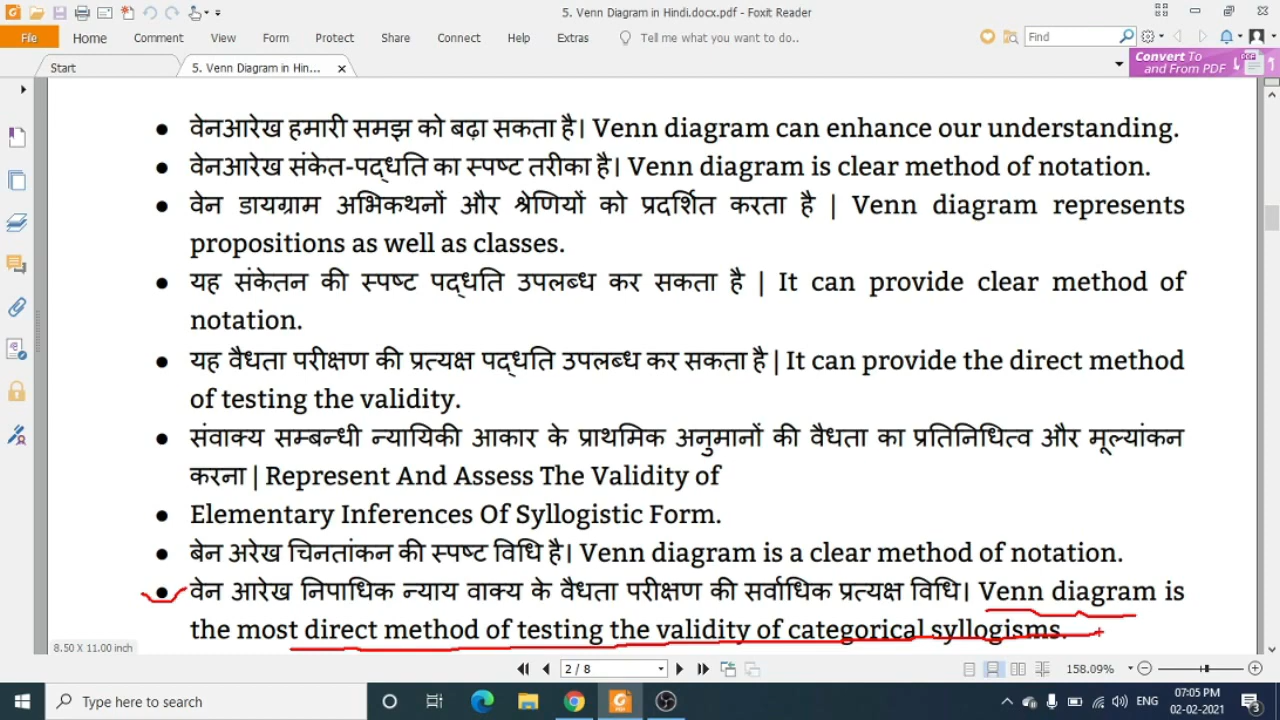 5. Venn Diagram in Hindi.docx.pdf - Foxit Reader
File Home Comment View Form Protect Share Connect Help Extras Tell me what you want to do.. Find
Start 5. Venn Diagram in Hin... Convert To
and From PDF
● वेनआरेख हमारी समझ को बढ़ा सकता है। Venn diagram can enhance our understanding.
● वेनआरेख संकेत-पद्धति का स्पष्ट तरीका है। Venn diagram is clear method of notation.
● वेन डायग्राम अभिकथनों और श्रेणियों को प्रदर्शित करता है | Venn diagram represents
propositions as well as classes.
● यह संकेतन की स्पष्ट पद्धति उपलब्ध कर सकता है | It can provide clear method of
notation.
● यह वैधता परीक्षण की प्रत्यक्ष पद्धति उपलब्ध कर सकता है | It can provide the direct method
of testing the validity.
● संवाक्य सम्बन्धी न्यायिकी आकार के प्राथमिक अनुमानों की वैधता का प्रतिनिधित्व और मूल्यांकन
करना | Represent And Assess The Validity of
● Elementary Inferences Of Syllogistic Form.
● बेन अरेख चिनतांकन की स्पष्ट विधि है। Venn diagram is a clear method of notation.
● वेन आरेख निपाधिक न्याय वाक्य के वैधता परीक्षण की सर्वाधिक प्रत्यक्ष विधि। Venn diagram is
the most direct method of testing the validity of categorical syllogisms.
8.50 X 11.00 inch
2 / 8 158.09%
Type here to search ENG 07:05 PM
02-02-2021 3